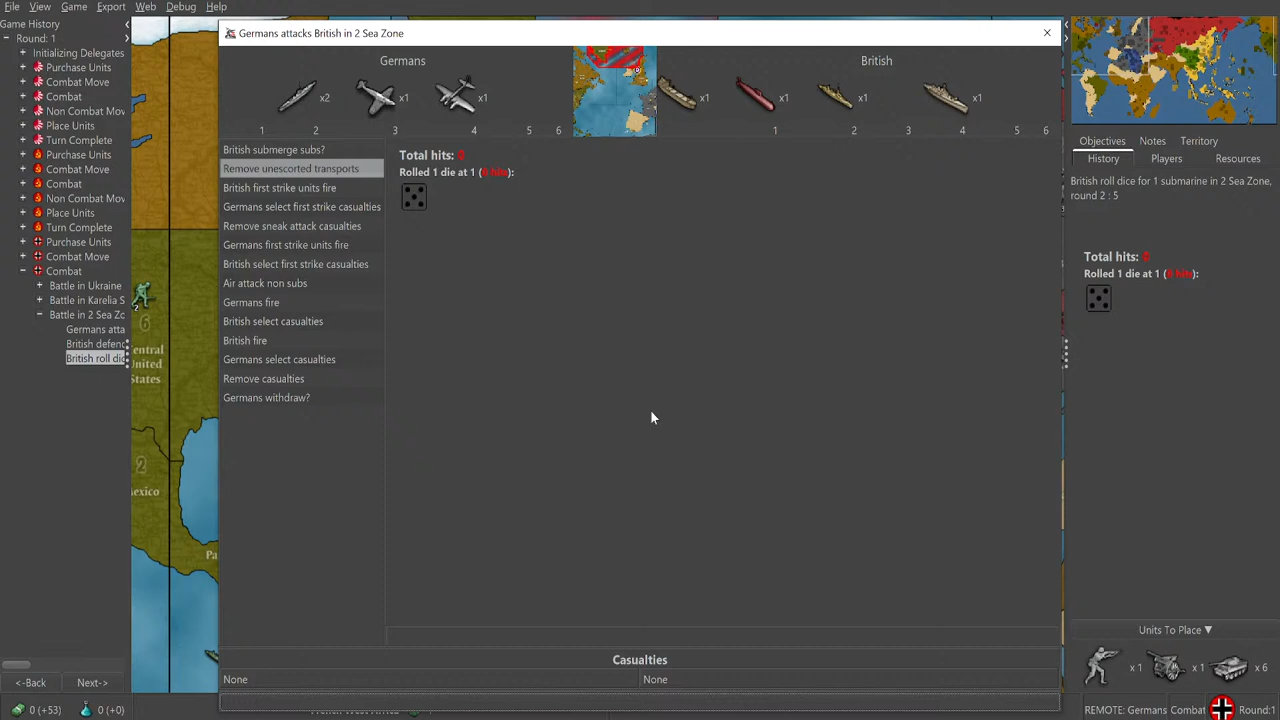 File View Game Export Web Debug Help
Game History
Round: 1
Initializing Delegates
Purchase Units
Combat Move
Combat
Non Combat Mov
Place Units
Turn Complete
Purchase Units
Combat Move
Combat
Non Combat Mov
Place Units
Turn Complete
Purchase Units
Combat Move
Combat
Battle in Ukraine
Battle in Karelia S
Battle in 2 Sea Zo
Germans atta
British defend
British roll dic
<-Back Next->
0 (+53) 0 (+0)
2
6
entral
United
States
2
exico
Pa
Germans attacks British in 2 Sea Zone
Germans
British
x2 x1 x1
x1 x1 x1 x1
1 2 3 4 5 6
1 2 3 4 5 6
British submerge subs?
Remove unescorted transports
British first strike units fire
Germans select first strike casualties
Remove sneak attack casualties
Germans first strike units fire
British select first strike casualties
Air attack non subs
Germans fire
British select casualties
British fire
Germans select casualties
Remove casualties
Germans withdraw?
Total hits: 0
Rolled 1 die at 1 (0 hits):
Casualties
None None
Objectives Notes Territory
History Players Resources
British roll dice for 1 submarine in 2 Sea Zone,
round 2 : 5
Total hits: 0
Rolled 1 die at 1 (0 hits):
Units To Place ▼
x 1 x 1 x 6
REMOTE: Germans Combat Round:1